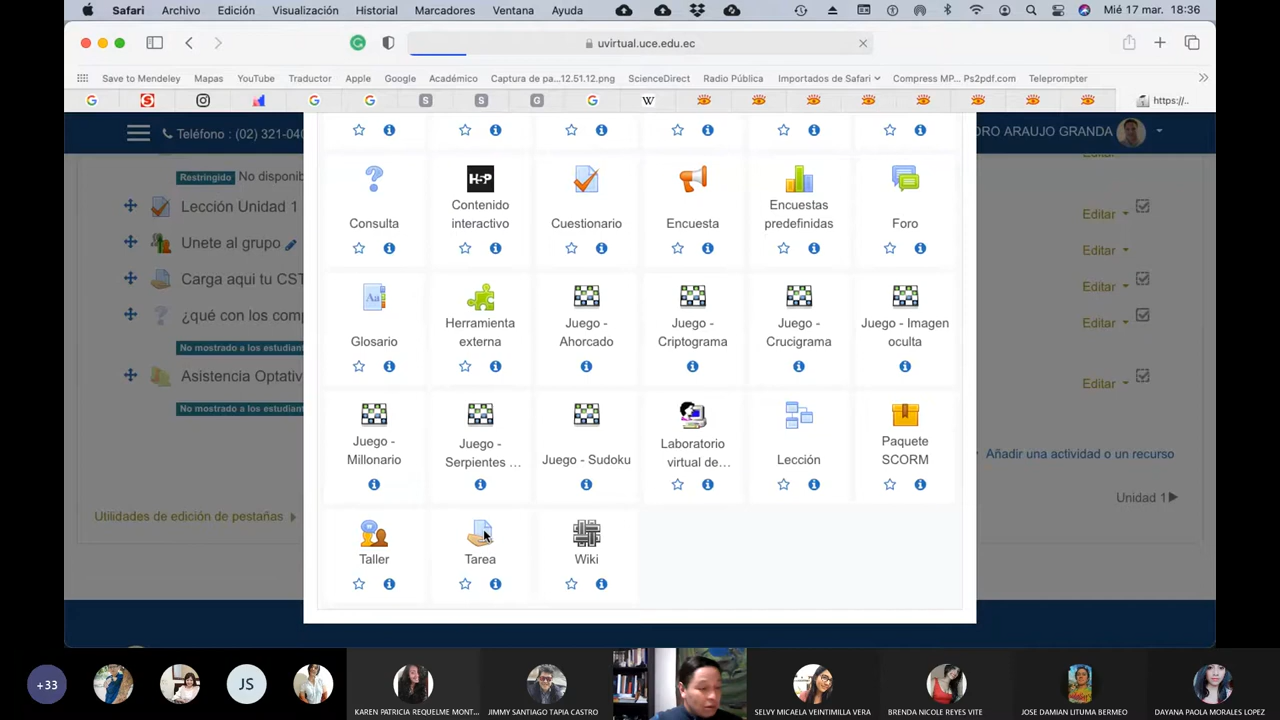 Safari Archivo Edición Visualización Historial Marcadores Ventana Ayuda Mié 17 mar. 18:36
uvirtual.uce.edu.ec
Save to Mendeley Mapas YouTube Traductor Apple Google Académico Captura de pa...12.51.12.png ScienceDirect Radio Pública Importados de Safari Compress MP... Ps2pdf.com Teleprompter
https://..
Teléfono : (02) 321-040
DRO ARAUJO GRANDA
Editar
Restringido No disponib
Lección Unidad 1
Editar
Unete al grupo
Editar
Carga aqui tu CST
Editar
¿qué con los comp
Editar
No mostrado a los estudiant
Asistencia Optativ
Editar
No mostrado a los estudiant
Añadir una actividad o un recurso
Unidad 1
Utilidades de edición de pestañas
Consulta
Contenido
interactivo
H5P
Cuestionario
Encuesta
Encuestas
predefinidas
Foro
Glosario
Aa
Herramienta
externa
Juego -
Ahorcado
Juego -
Criptograma
Juego -
Crucigrama
Juego - Imagen
oculta
Juego -
Millonario
Juego -
Serpientes ...
Juego - Sudoku
Laboratorio
virtual de...
Lección
Paquete
SCORM
Taller
Tarea
Wiki
+33
JS
KAREN PATRICIA REQUELME MONT...
JIMMY SANTIAGO TAPIA CASTRO
SELVY MICAELA VEINTIMILLA VERA
BRENDA NICOLE REYES VITE
JOSE DAMIAN LITUMA BERMEO
DAYANA PAOLA MORALES LOPEZ